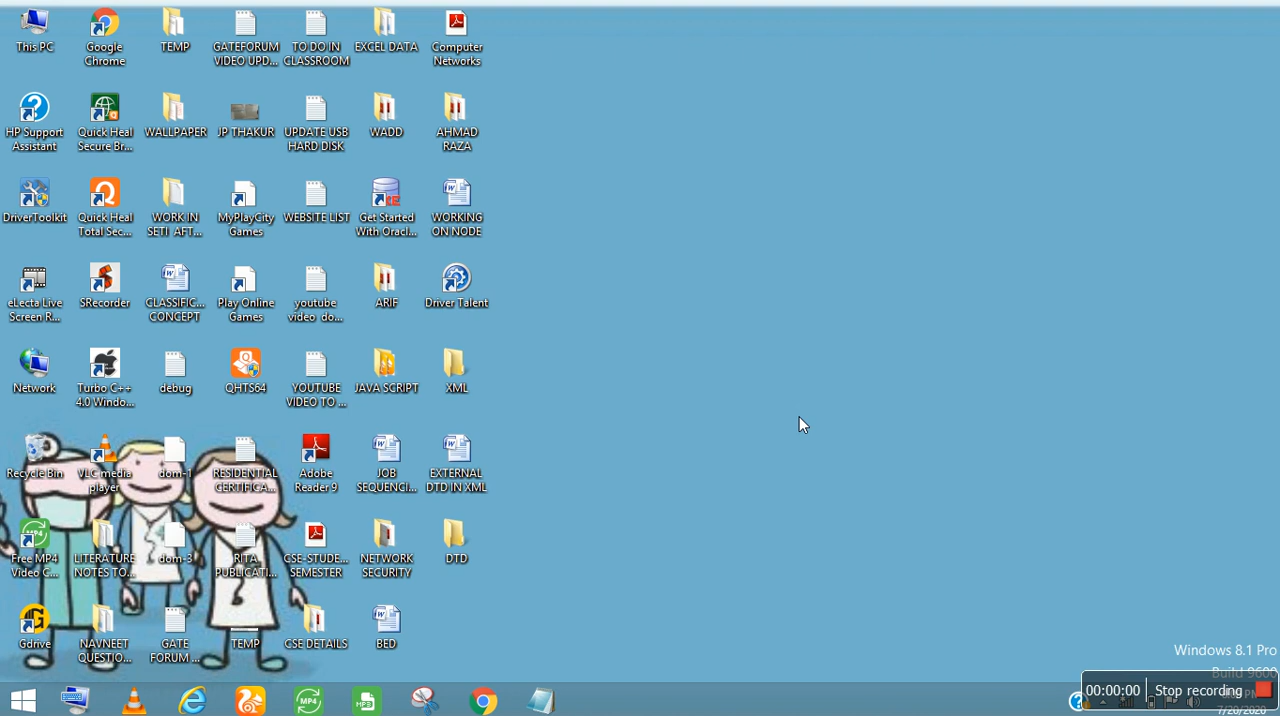 This PC
Google
Chrome
TEMP
GATEFORUM
VIDEO UPD...
TO DO IN
CLASSROOM
EXCEL DATA
Computer
Networks
HP Support
Assistant
Quick Heal
Secure Br...
WALLPAPER
JP THAKUR
UPDATE USB
HARD DISK
WADD
AHMAD
RAZA
DriverToolkit
Quick Heal
Total Sec...
WORK IN
SETI AFT...
MyPlayCity
Games
WEBSITE LIST
Get Started
With Oracl...
WORKING
ON NODE
eLecta Live
Screen R...
SRecorder
CLASSIFIC...
CONCEPT
Play Online
Games
youtube
video do...
ARIF
Driver Talent
Network
Turbo C++
4.0 Windo...
debug
QHTS64
YOUTUBE
VIDEO TO ...
JAVA SCRIPT
XML
Recycle Bin
VLC media
player
dom-1
RESIDENTIAL
CERTIFICA...
Adobe
Reader 9
JOB
SEQUENCI...
EXTERNAL
DTD IN XML
Free MP4
Video C...
LITERATURE
NOTES TO...
dom-3
RITA
PUBLICATI...
CSE-STUDE...
SEMESTER
NETWORK
SECURITY
DTD
Gdrive
NAVNEET
QUESTIO...
GATE
FORUM ...
TEMP
CSE DETAILS
BED
Windows 8.1 Pro
Build 9600
MP4
MP3
00:00:00
Stop recording
7/20/2020